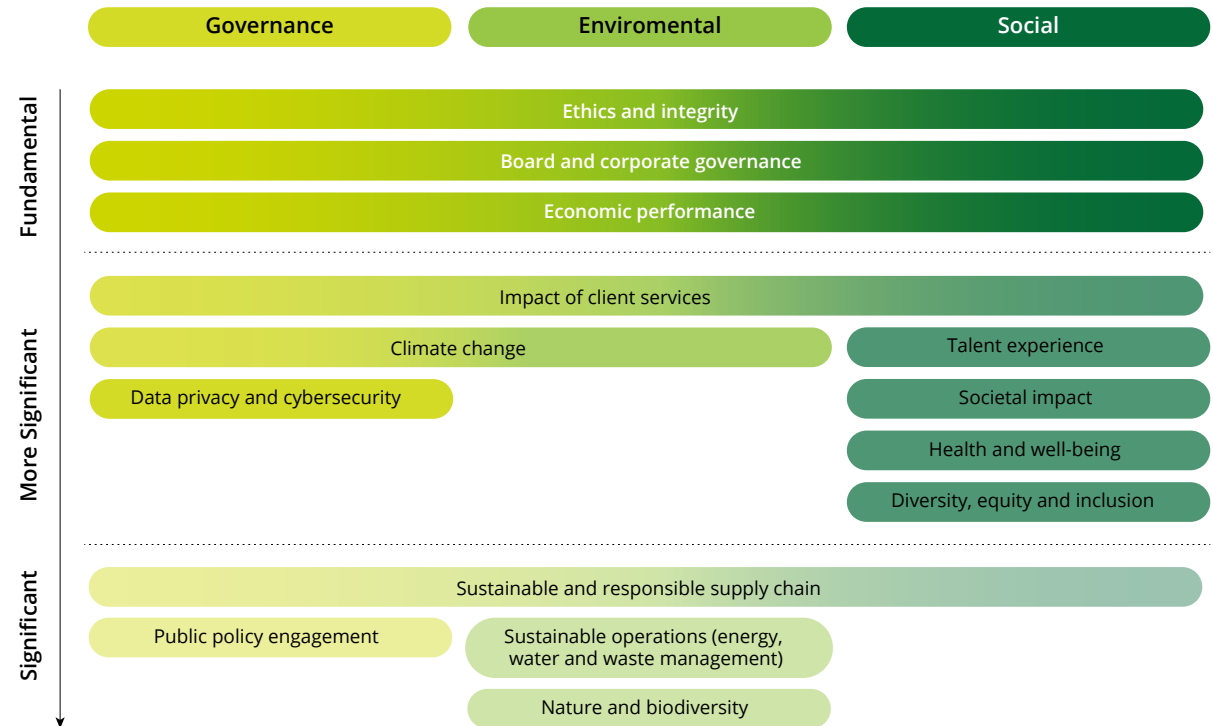 Governance
Enviromental
Social
Fundamental
Ethics and integrity
Board and corporate governance
Economic performance
More Significant
Impact of client services
Climate change
Talent experience
Data privacy and cybersecurity
Societal impact
Health and well-being
Diversity, equity and inclusion
Significant
Sustainable and responsible supply chain
Public policy engagement
Sustainable operations (energy,
water and waste management)
Nature and biodiversity